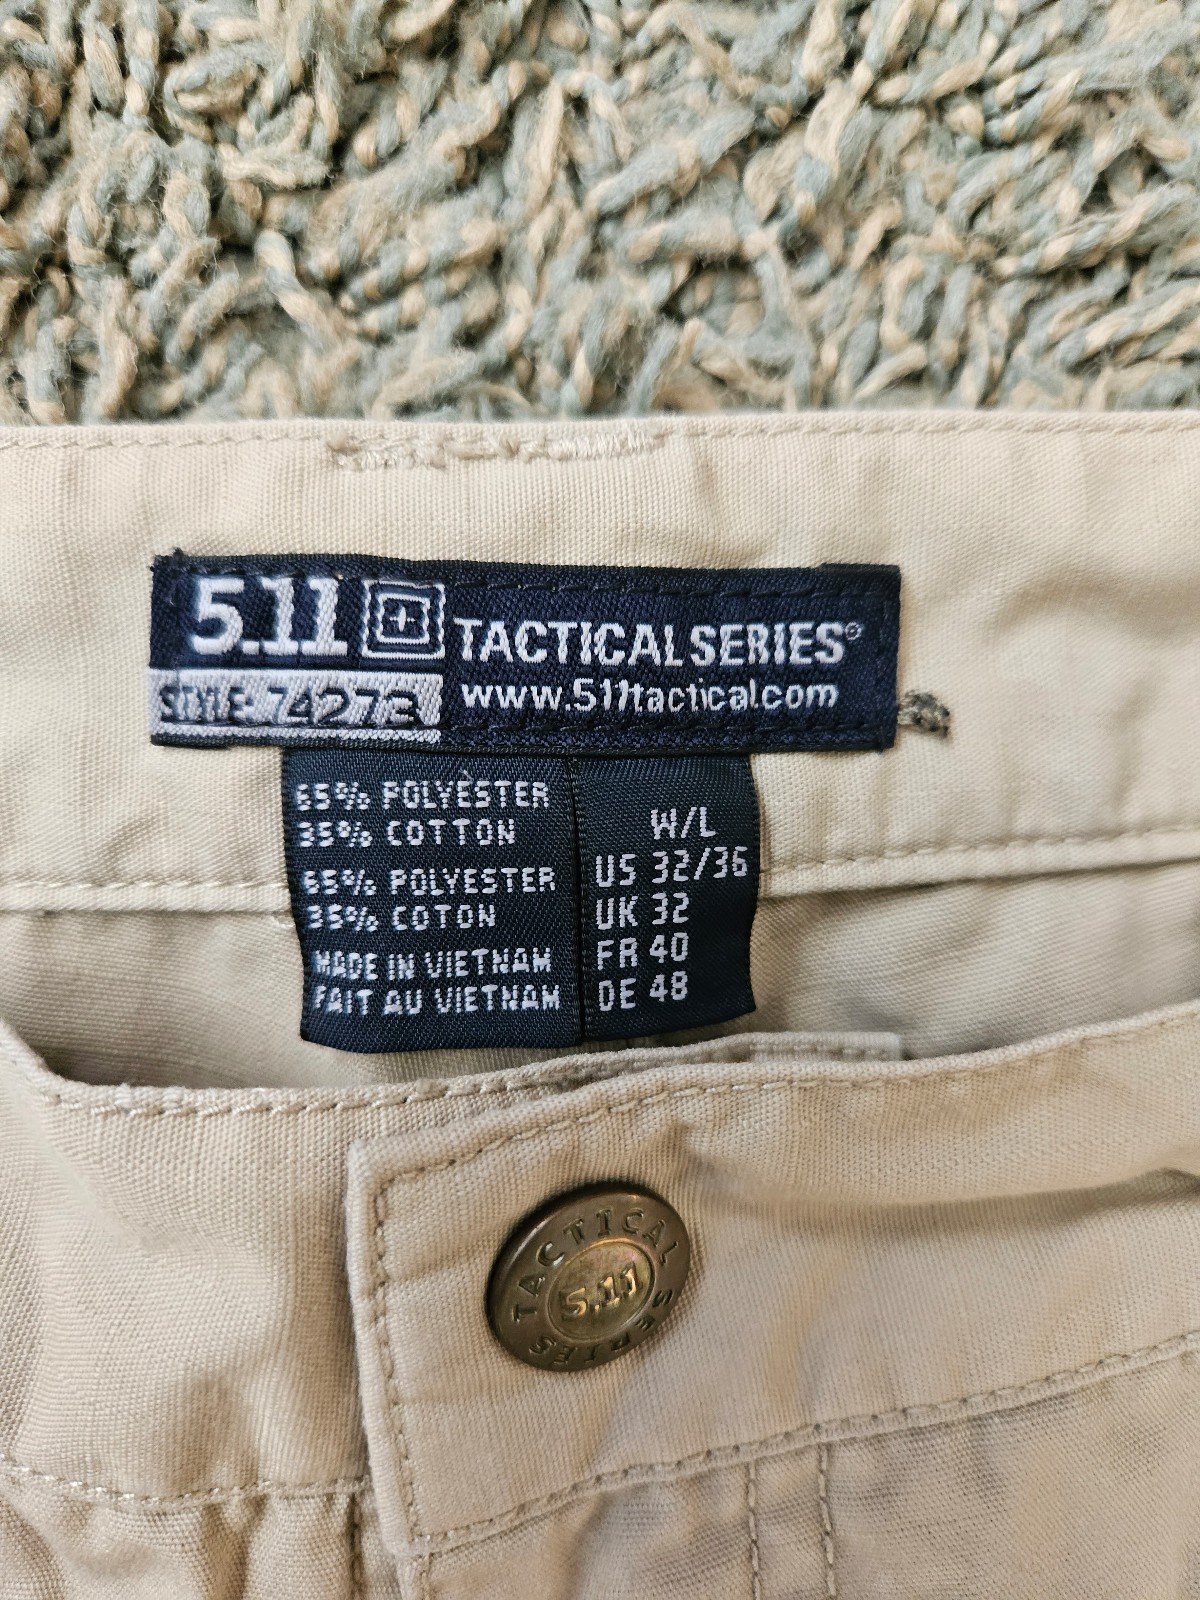 5.11 TACTICAL SERIES®
STYLE: 74273
www.511tactical.com
65% POLYESTER
35% COTTON
65% POLYESTER
35% COTON
MADE IN VIETNAM
FAIT AU VIETNAM
W/L
US 32/36
UK 32
FR 40
DE 48
TACTICAL
5.11
SERIES